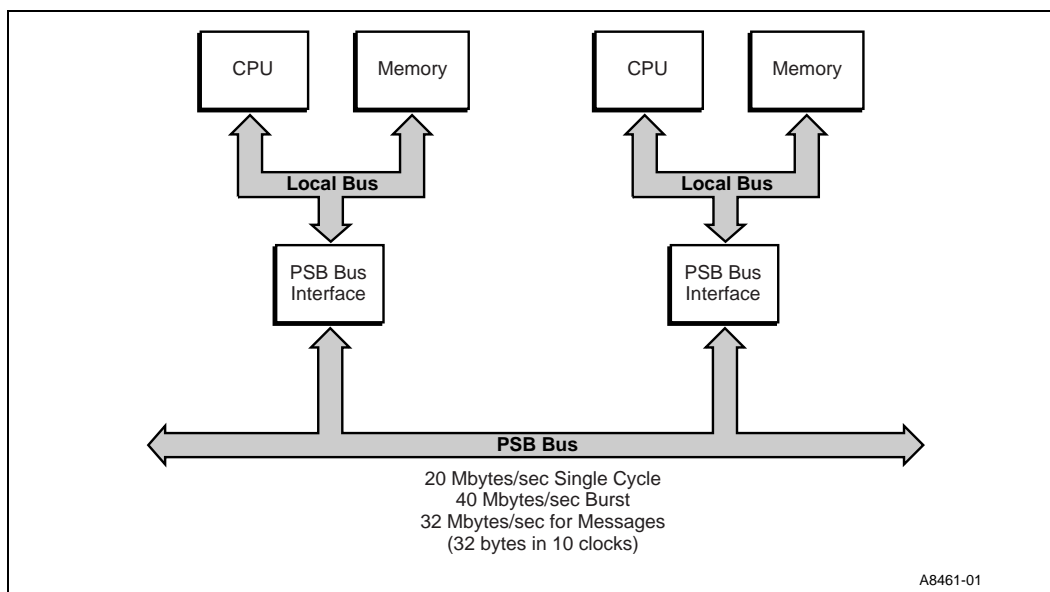 CPU
Memory
CPU
Memory
Local Bus
Local Bus
PSB Bus
Interface
PSB Bus
Interface
PSB Bus
20 Mbytes/sec Single Cycle
40 Mbytes/sec Burst
32 Mbytes/sec for Messages
(32 bytes in 10 clocks)
A8461-01